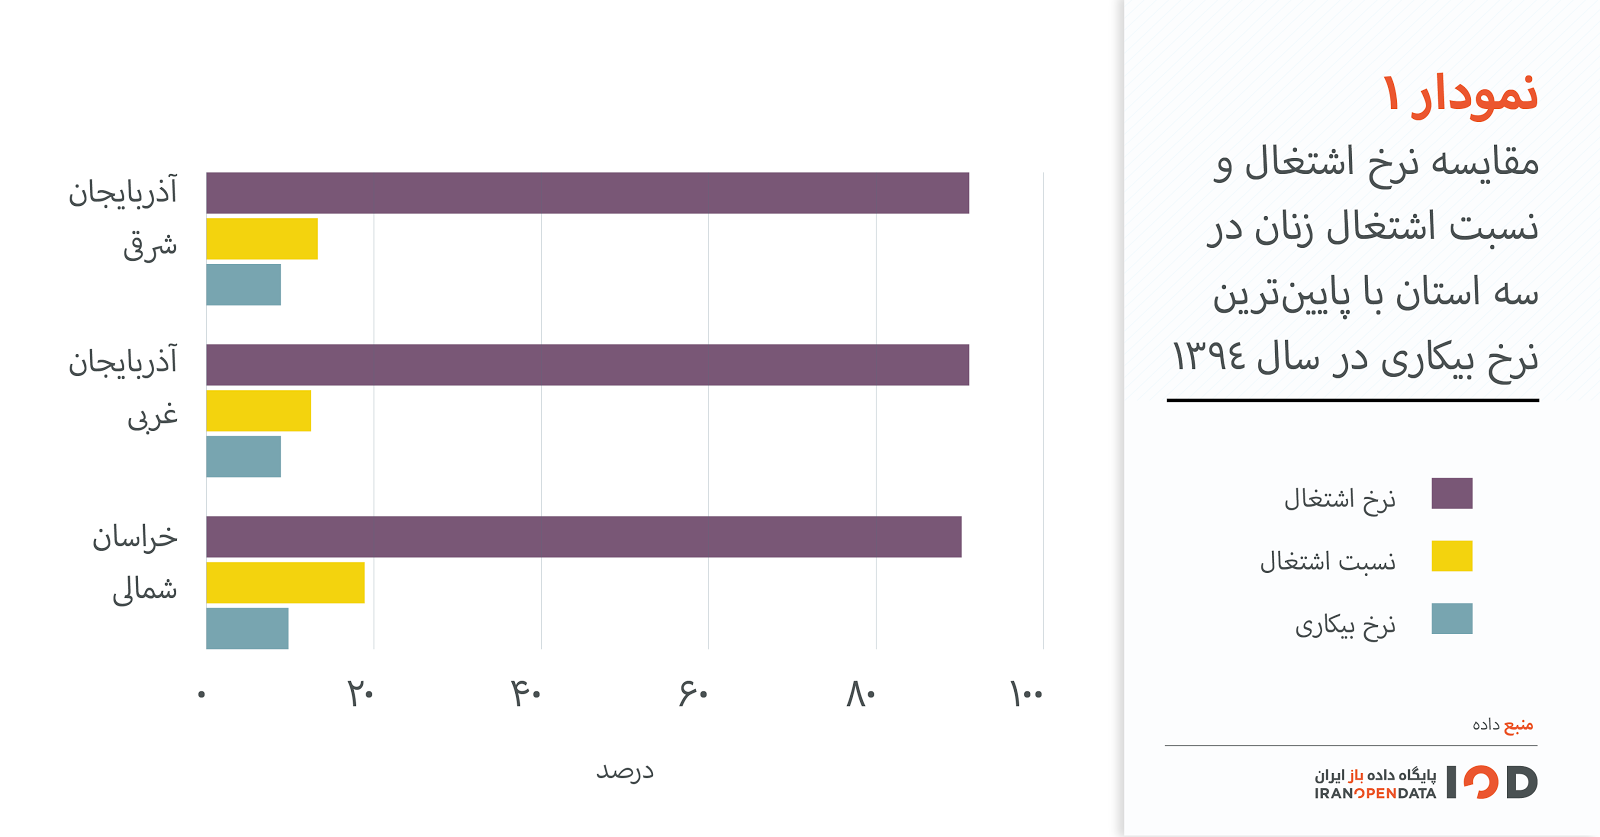 نمودار ۱
مقایسه نرخ اشتغال و
نسبت اشتغال زنان در
سه استان با پایین‌ترین
نرخ بیکاری در سال ۱۳۹٤
نرخ اشتغال
نسبت اشتغال
نرخ بیکاری
منبع داده
پایگاه داده باز ایران
IRANOPENDATA
IOD
آذربایجان
شرقی
آذربایجان
غربی
خراسان
شمالی
۰ ۲۰ ۴۰ ۶۰ ۸۰ ۱۰۰
درصد